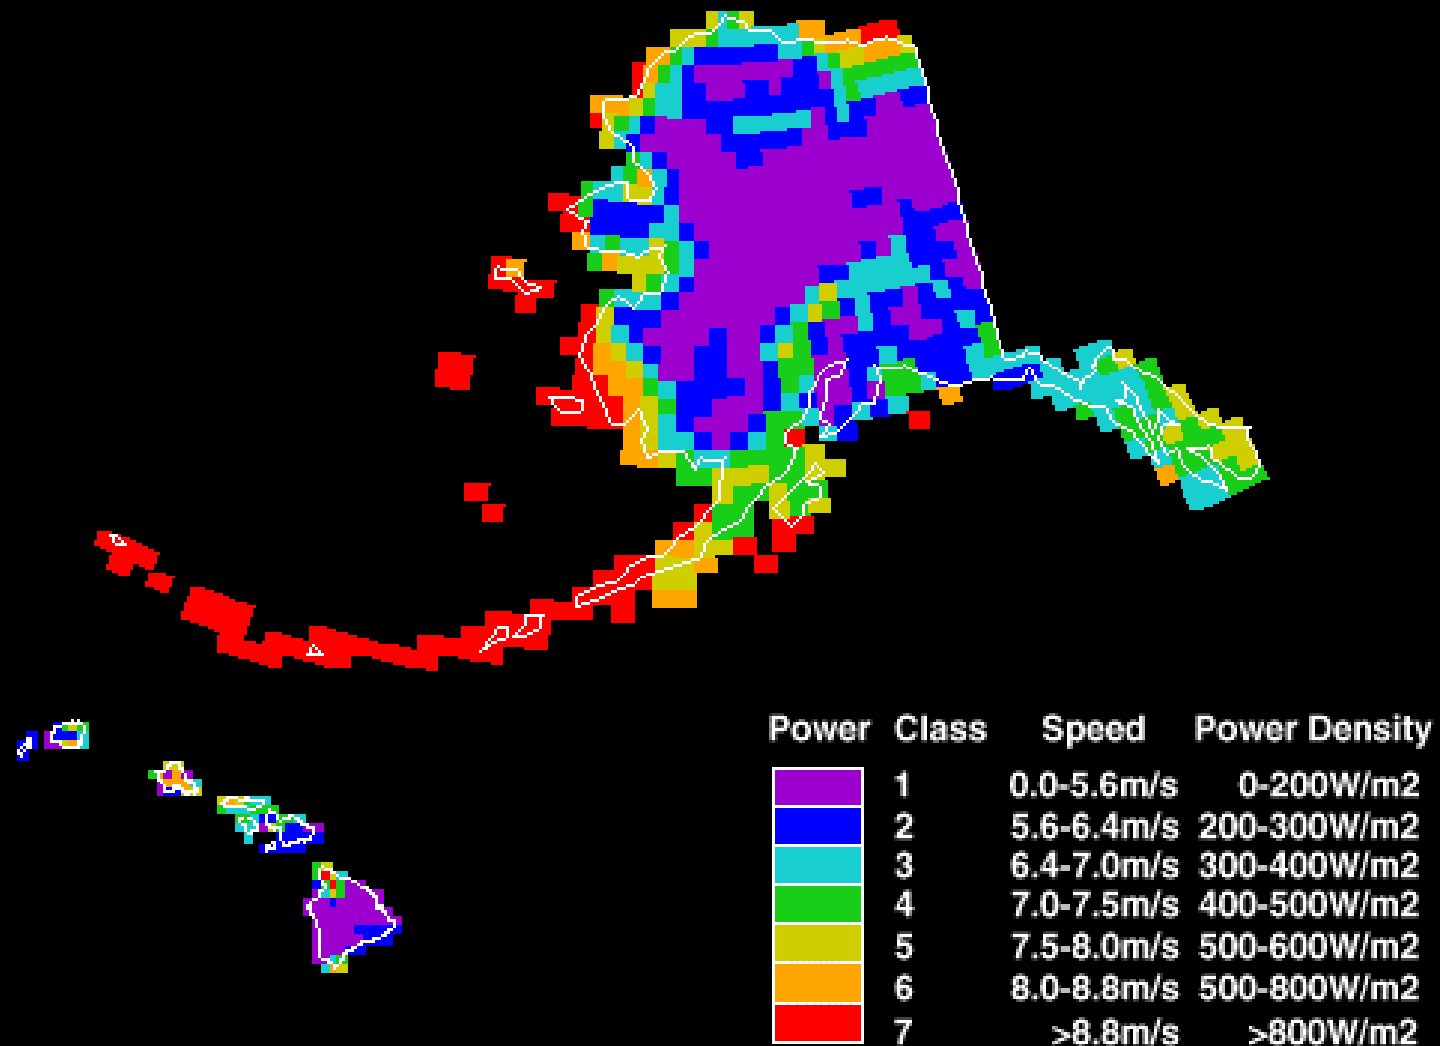 Power Class Speed Power Density
1 0.0-5.6m/s 0-200W/m2
2 5.6-6.4m/s 200-300W/m2
3 6.4-7.0m/s 300-400W/m2
4 7.0-7.5m/s 400-500W/m2
5 7.5-8.0m/s 500-600W/m2
6 8.0-8.8m/s 500-800W/m2
7 >8.8m/s >800W/m2